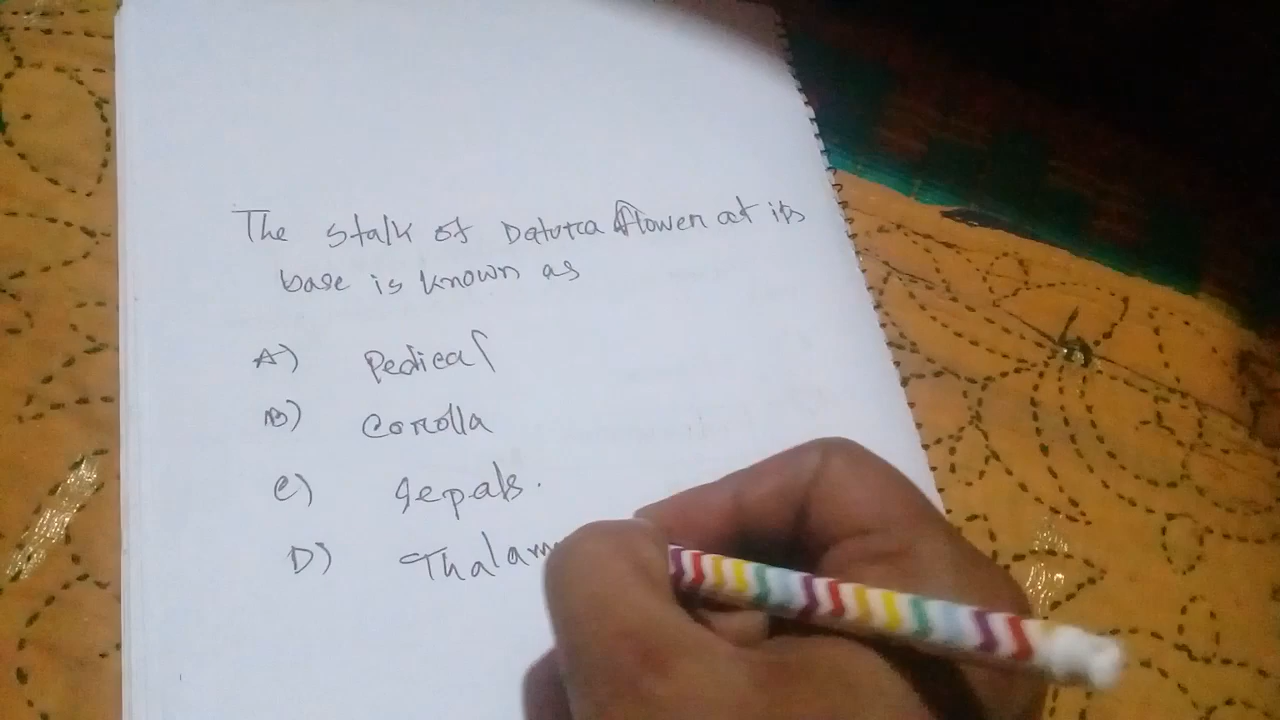 The stalk of Datura flower at its
base is known as
A) Pedical
B) Corolla
C) Sepals.
D) Thalam